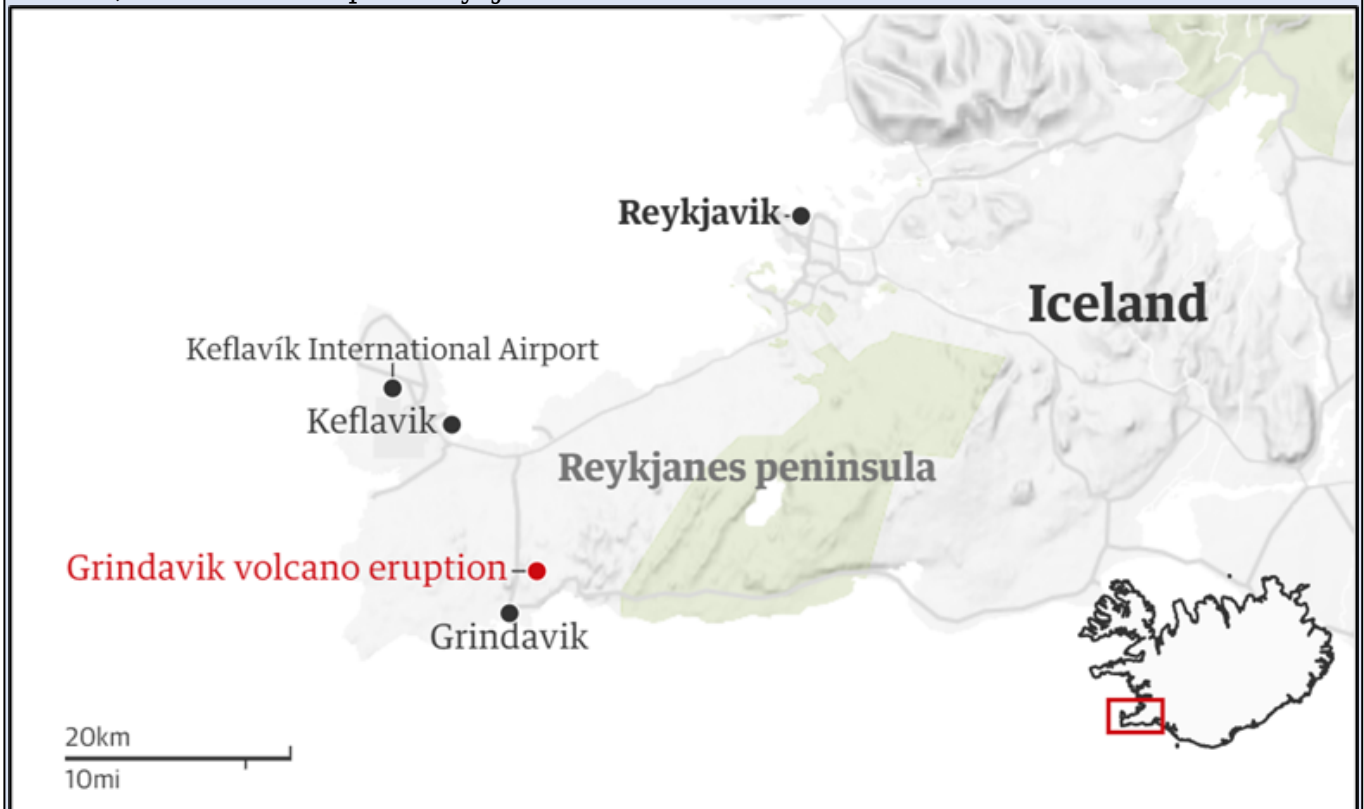 Reykjavik
Iceland
Keflavík International Airport
Keflavik
Reykjanes peninsula
Grindavik volcano eruption
Grindavik
20km
10mi